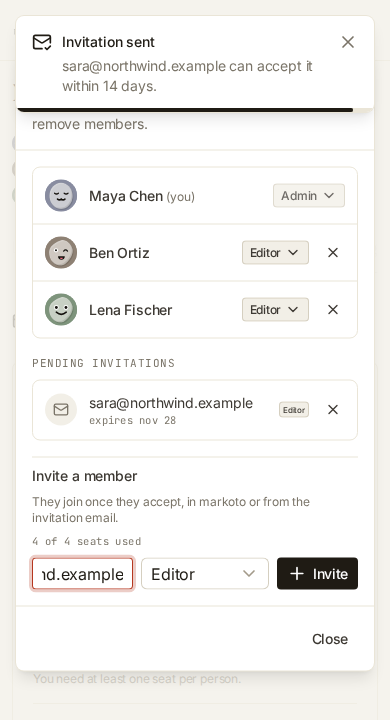 Invitation sent
sara@northwind.example can accept it
within 14 days.
remove members.
Maya Chen (you)
Admin
Ben Ortiz
Editor
Lena Fischer
Editor
PENDING INVITATIONS
sara@northwind.example
expires nov 28
Editor
Invite a member
They join once they accept, in markoto or from the
invitation email.
4 of 4 seats used
nd.example
Editor
Invite
Close
You need at least one seat per person.